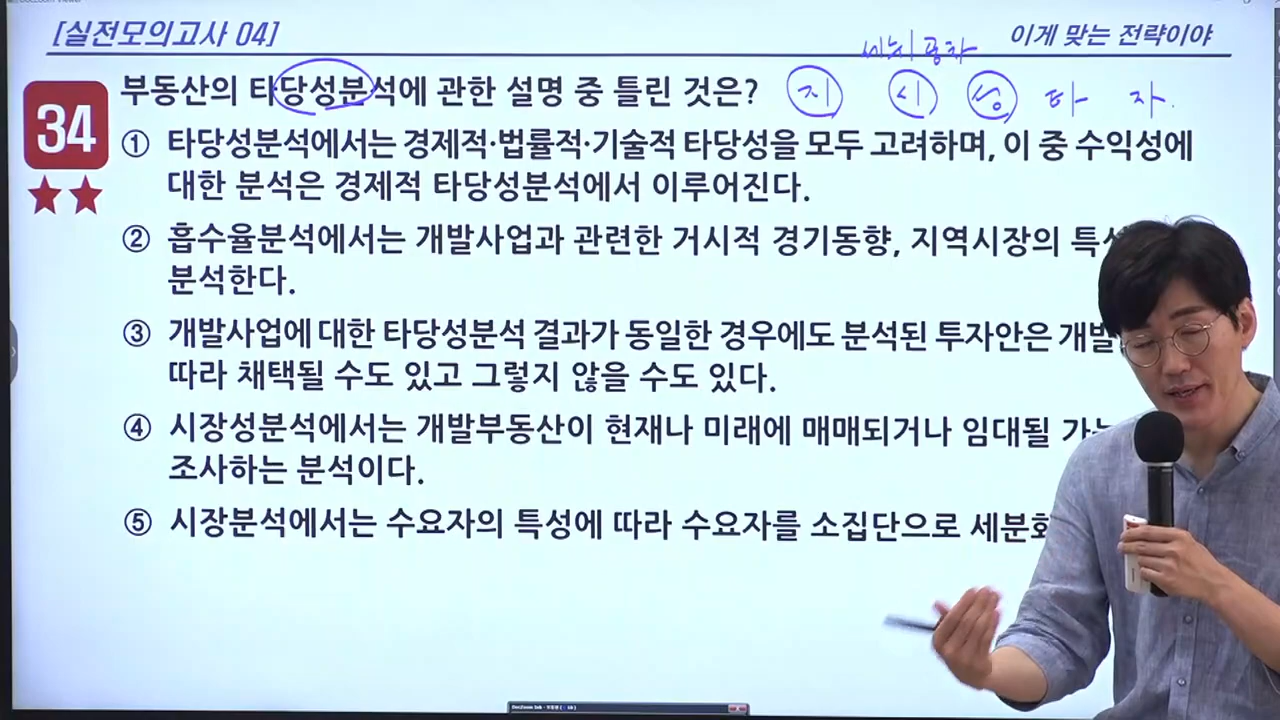 [실전모의고사 04]
이게 맞는 전략이야
34
부동산의 타당성분석에 관한 설명 중 틀린 것은?
지 시 성 타 자
① 타당성분석에서는 경제적·법률적·기술적 타당성을 모두 고려하며, 이 중 수익성에
대한 분석은 경제적 타당성분석에서 이루어진다.
② 흡수율분석에서는 개발사업과 관련한 거시적 경기동향, 지역시장의
분석한다.
③ 개발사업에 대한 타당성분석 결과가 동일한 경우에도 분석된 투자안은
따라 채택될 수도 있고 그렇지 않을 수도 있다.
④ 시장성분석에서는 개발부동산이 현재나 미래에 매매되거나 임대될
조사하는 분석이다.
⑤ 시장분석에서는 수요자의 특성에 따라 수요자를 소집단으로